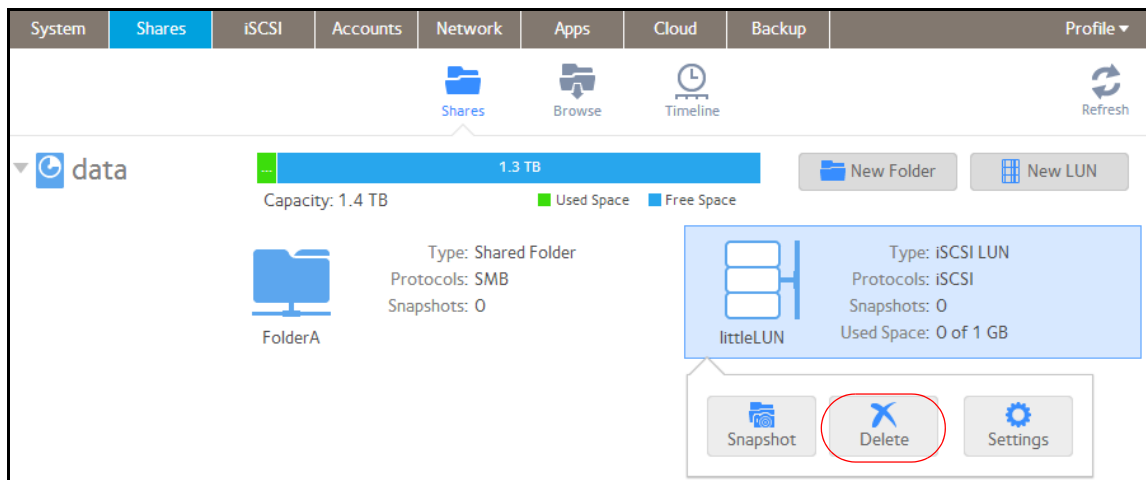 System Shares iSCSI Accounts Network Apps Cloud Backup Profile
Shares Browse Timeline Refresh
data
... 1.3 TB
New Folder New LUN
Capacity: 1.4 TB Used Space Free Space
Type: Shared Folder
Protocols: SMB
Snapshots: 0
FolderA
Type: iSCSI LUN
Protocols: iSCSI
Snapshots: 0
Used Space: 0 of 1 GB
littleLUN
Snapshot Delete Settings